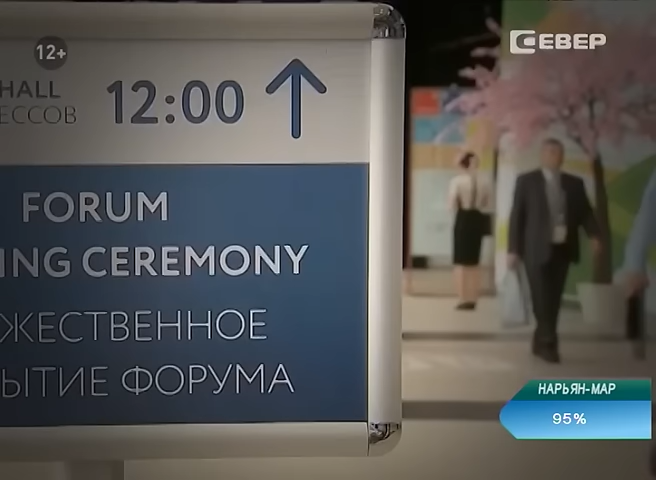 12+
СЕВЕР
HALL
ЕССОВ
12:00
FORUM
ING CEREMONY
ЖЕСТВЕННОЕ
ЫТИЕ ФОРУМА
НАРЬЯН-МАР
95%